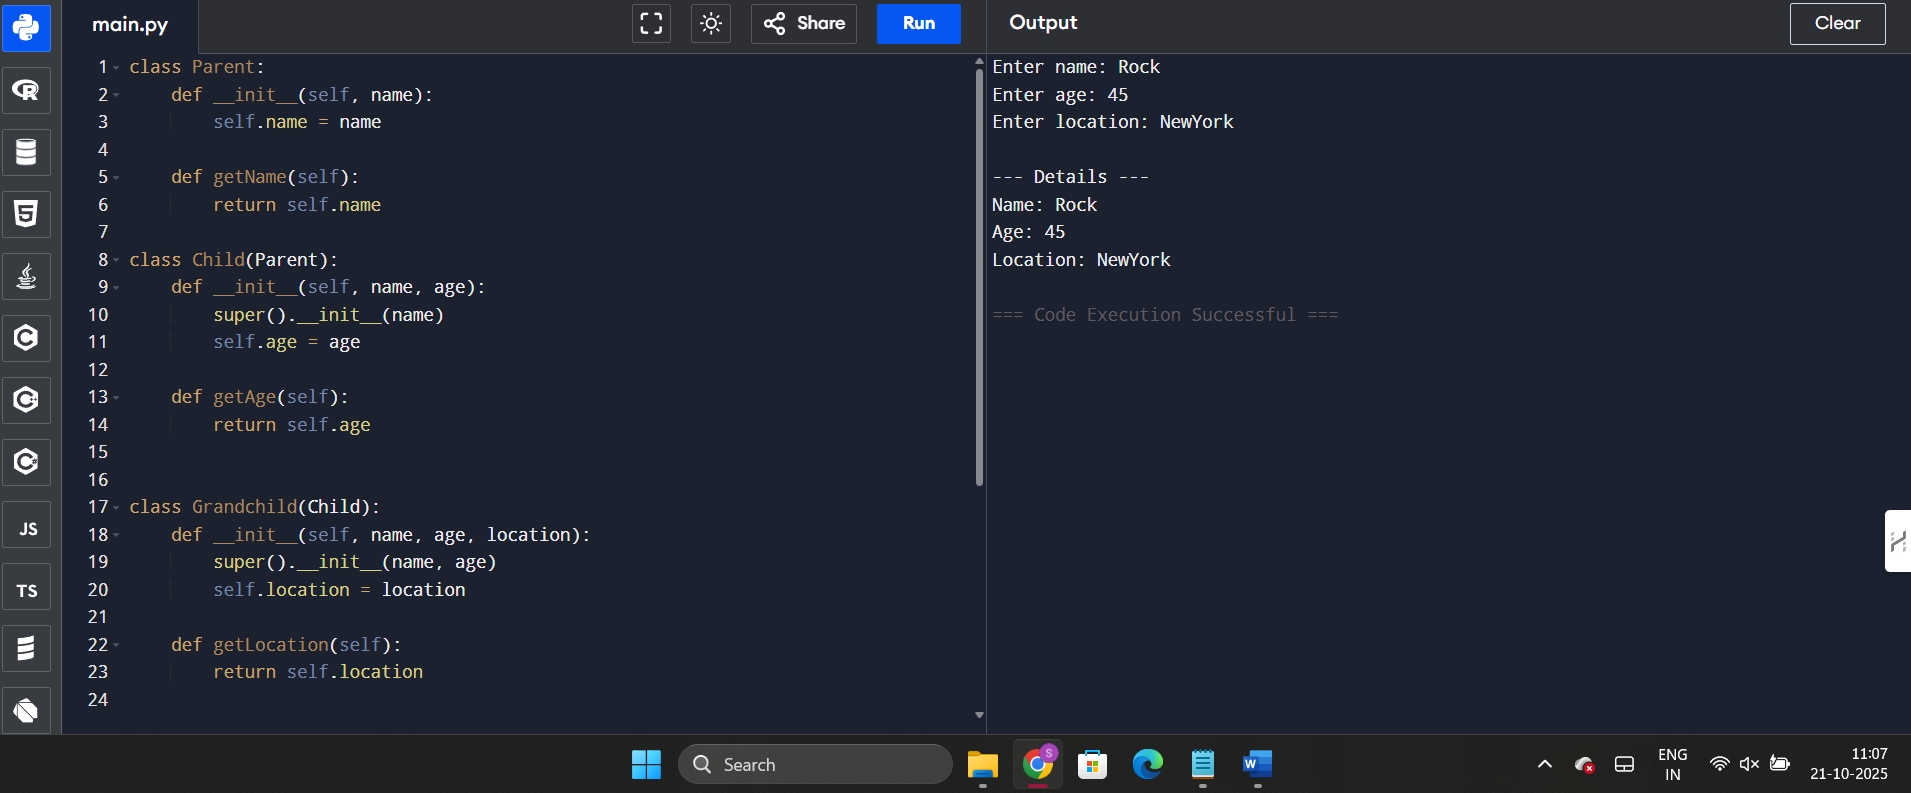 main.py
Share
Run
Output
Clear
1 class Parent:
2     def __init__(self, name):
3         self.name = name
4
5     def getName(self):
6         return self.name
7
8 class Child(Parent):
9     def __init__(self, name, age):
10         super().__init__(name)
11         self.age = age
12
13     def getAge(self):
14         return self.age
15
16
17 class Grandchild(Child):
18     def __init__(self, name, age, location):
19         super().__init__(name, age)
20         self.location = location
21
22     def getLocation(self):
23         return self.location
24
Enter name: Rock
Enter age: 45
Enter location: NewYork
--- Details ---
Name: Rock
Age: 45
Location: NewYork
=== Code Execution Successful ===
R
5
C
C
C
JS
TS
Search
S
W
ENG
IN
11:07
21-10-2025